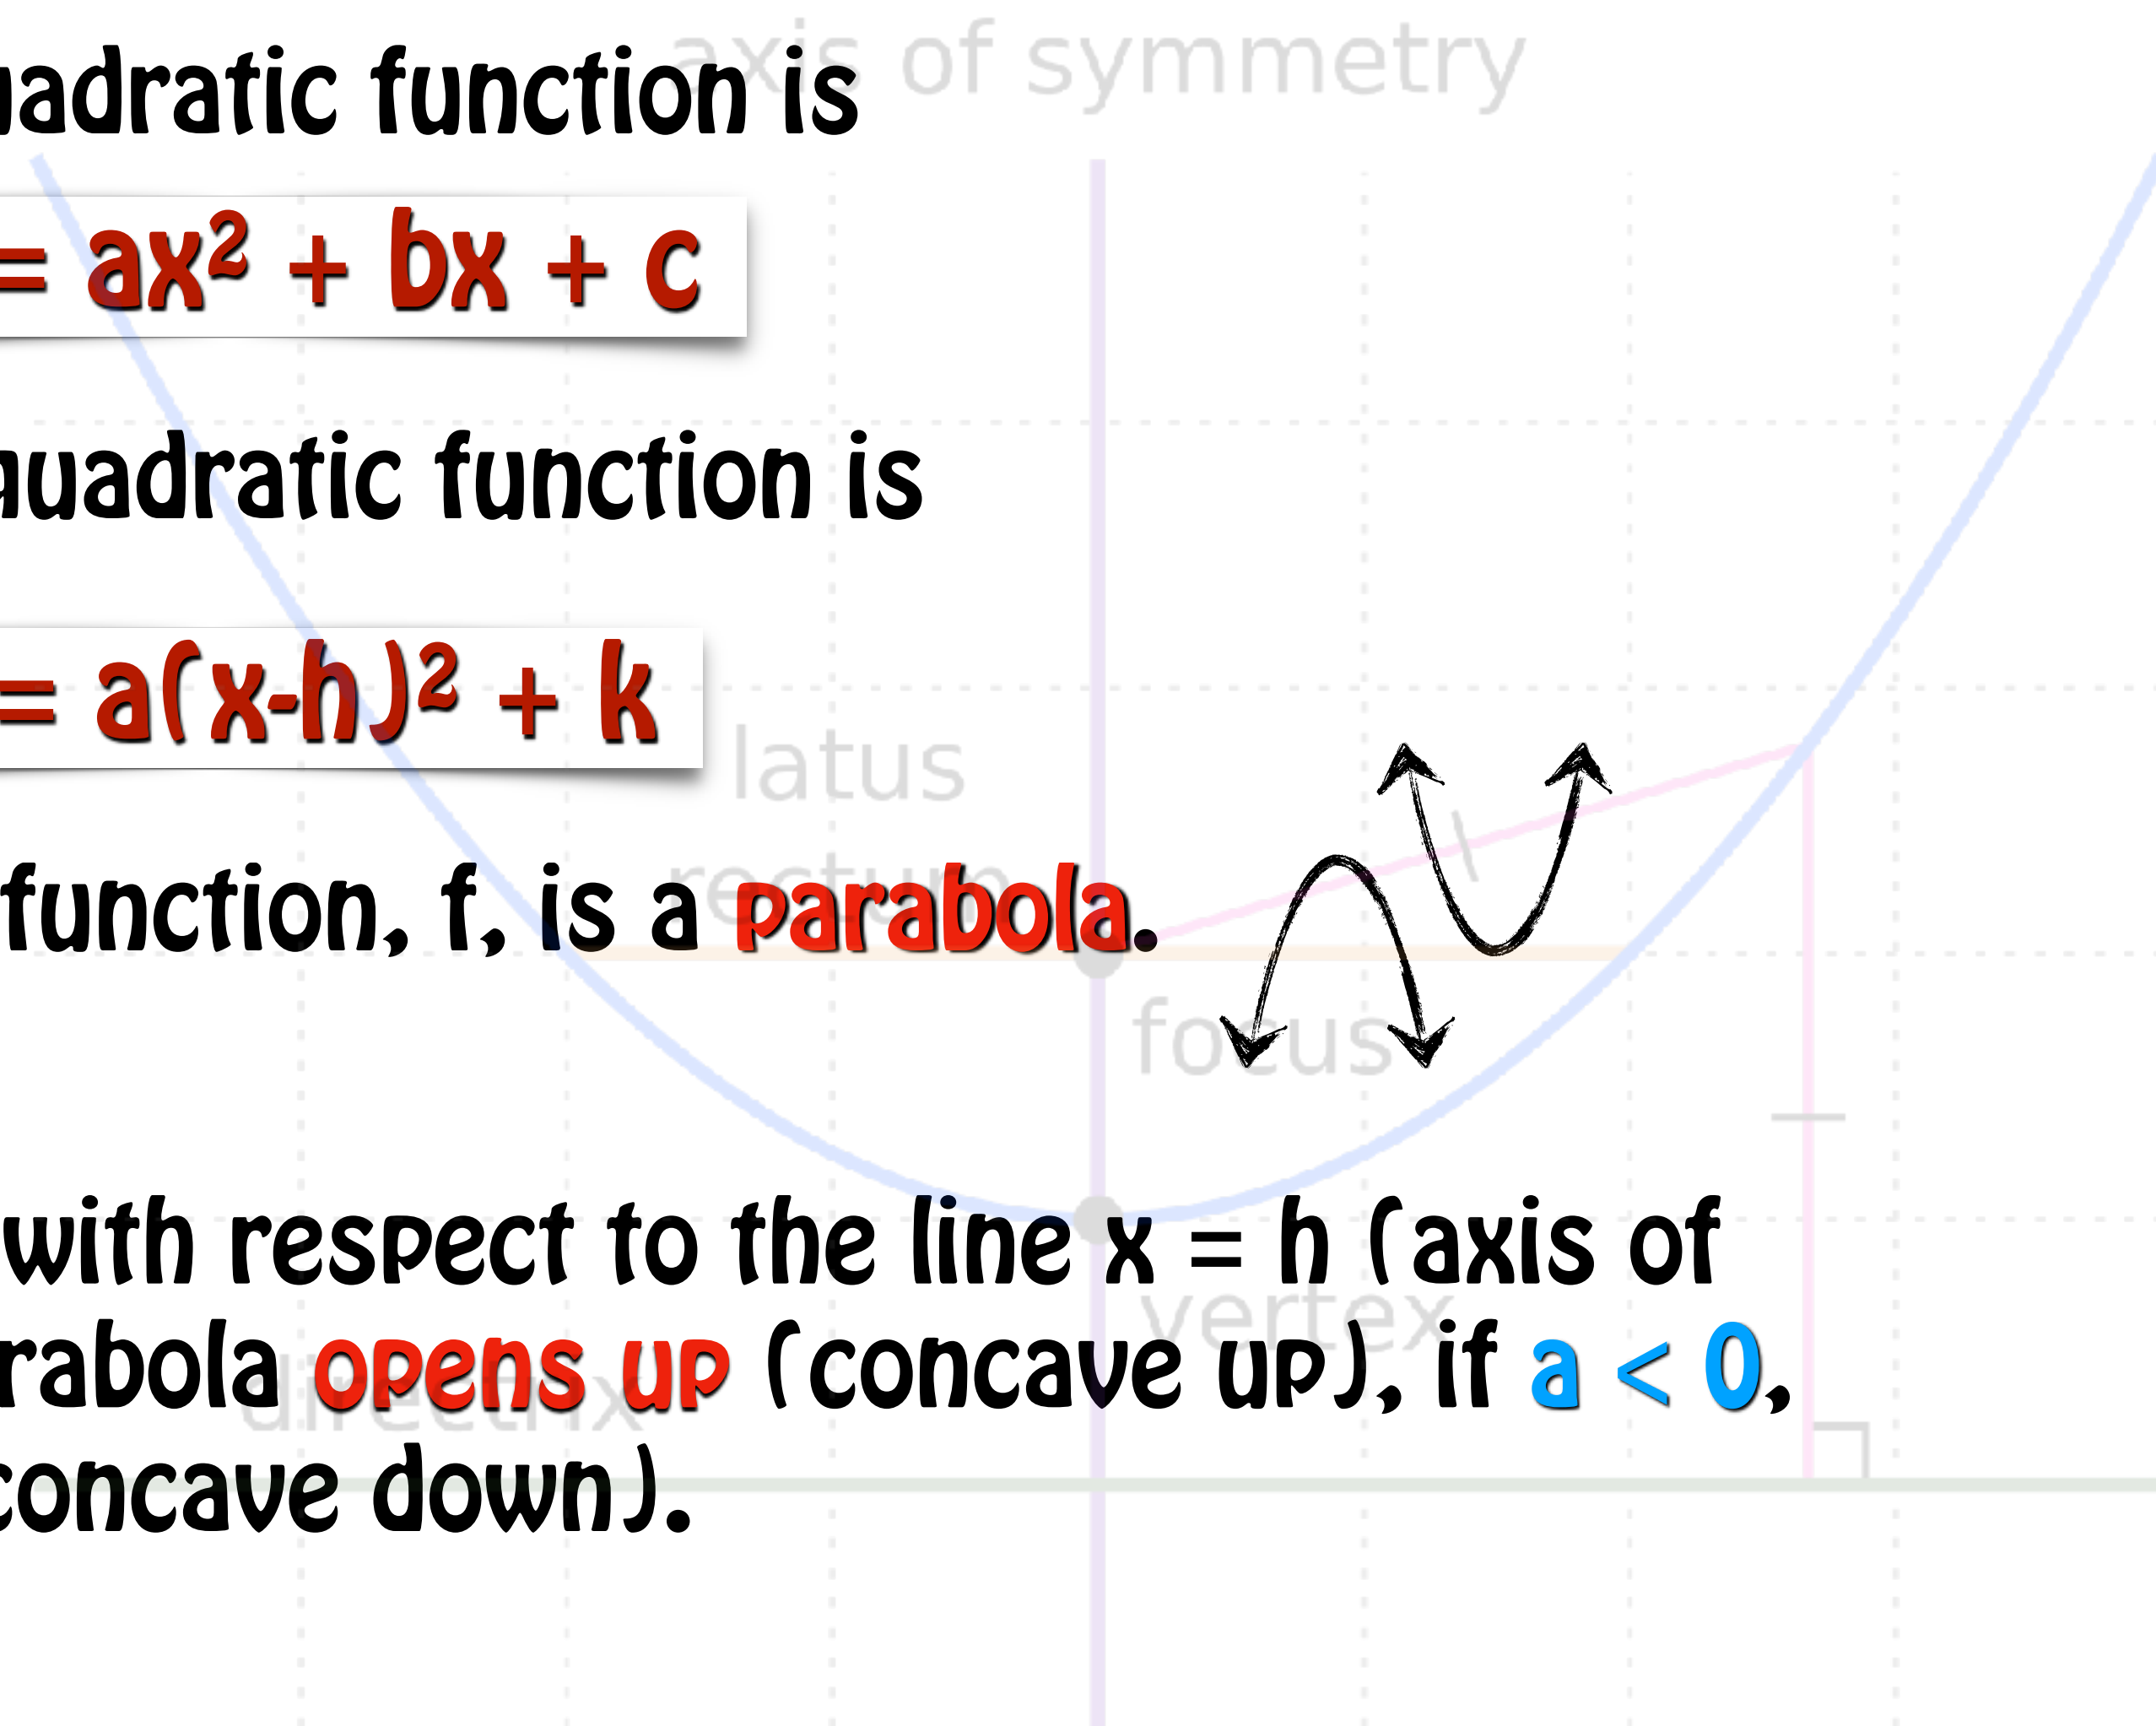 axis of symmetry
uadratic function is
= ax² + bx + c
quadratic function is
= a(x-h)² + k
latus
rectum
function, f, is a parabola.
focus
with respect to the line x = h (axis of
vertex
rabola opens up (concave up), if a < 0,
directrix
concave down).